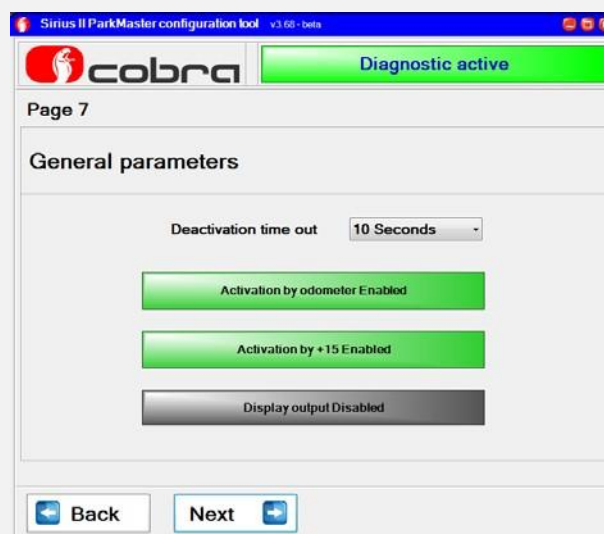 Sirius II ParkMaster configuration tool v3.68 - beta
cobra
Diagnostic active
Page 7
General parameters
Deactivation time out 10 Seconds
Activation by odometer Enabled
Activation by +15 Enabled
Display output Disabled
Back Next